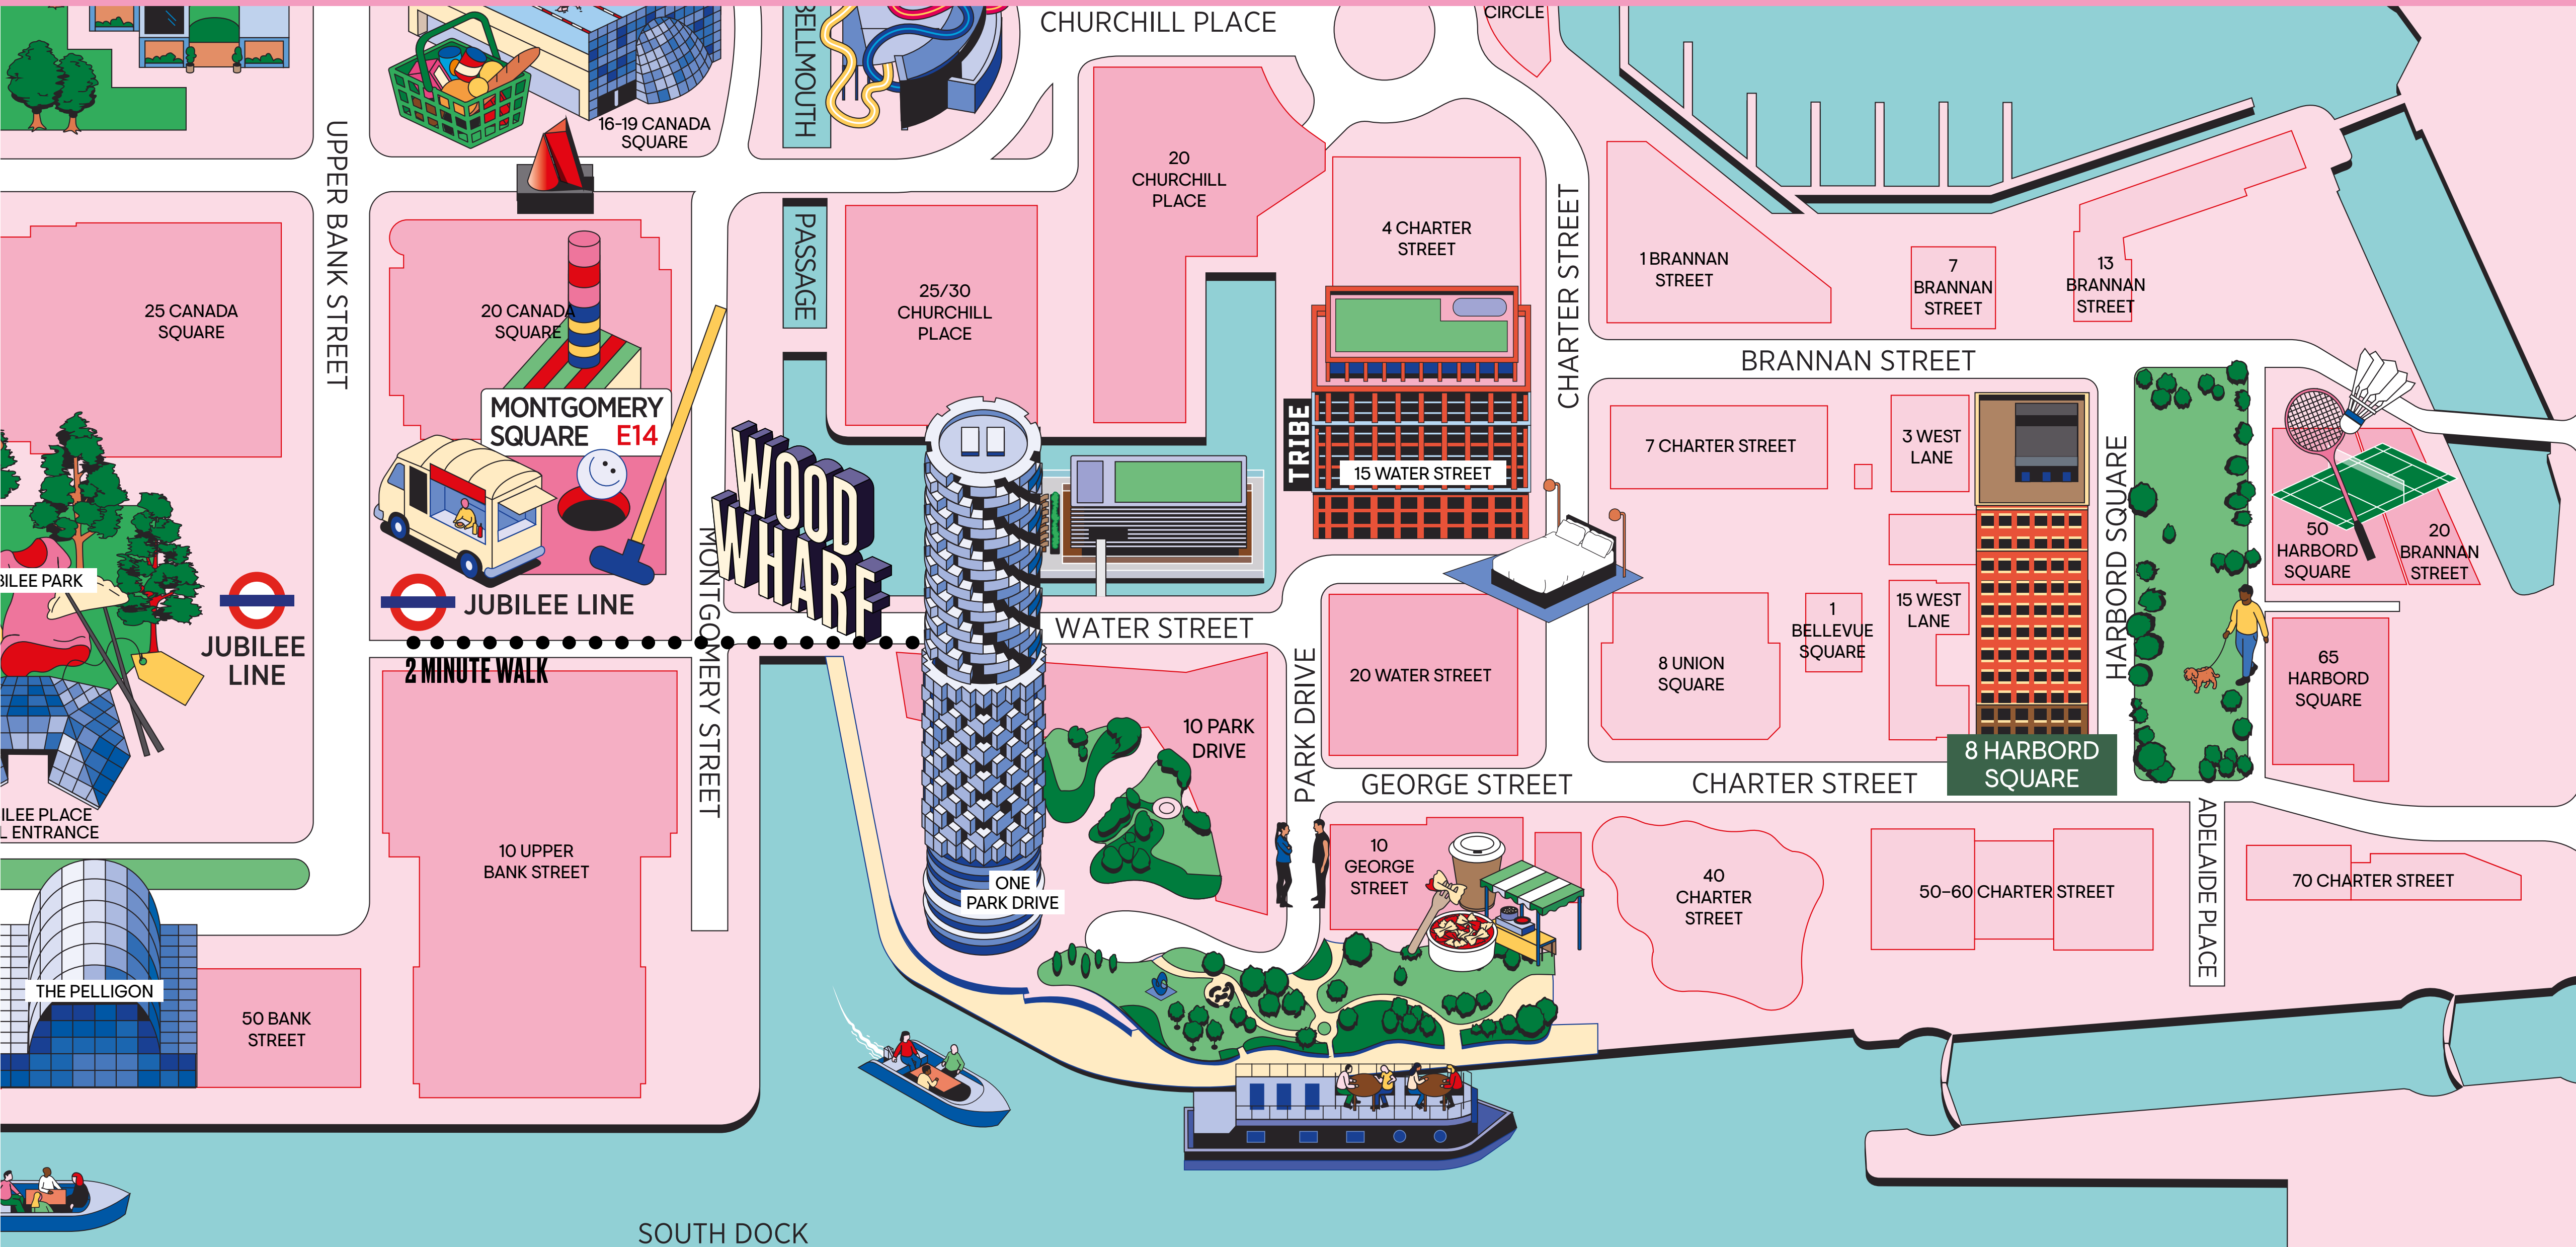 CHURCHILL PLACE
CIRCLE
BELLMOUTH
PASSAGE
UPPER BANK STREET
16-19 CANADA
SQUARE
20
CHURCHILL
PLACE
4 CHARTER
STREET
CHARTER STREET
1 BRANNAN
STREET
7
BRANNAN
STREET
13
BRANNAN
STREET
25 CANADA
SQUARE
20 CANADA
SQUARE
25/30
CHURCHILL
PLACE
BRANNAN STREET
MONTGOMERY
SQUARE E14
WOOD
WHARF
TRIBE
15 WATER STREET
7 CHARTER STREET
3 WEST
LANE
HARBORD SQUARE
50
HARBORD
SQUARE
20
BRANNAN
STREET
BILEE PARK
JUBILEE
LINE
JUBILEE LINE
2 MINUTE WALK
MONTGOMERY STREET
WATER STREET
1
BELLEVUE
SQUARE
15 WEST
LANE
8 UNION
SQUARE
20 WATER STREET
65
HARBORD
SQUARE
10 PARK
DRIVE
PARK DRIVE
GEORGE STREET
CHARTER STREET
8 HARBORD
SQUARE
ADELAIDE PLACE
ILEE PLACE
L ENTRANCE
10 UPPER
BANK STREET
ONE
PARK DRIVE
10
GEORGE
STREET
40
CHARTER
STREET
50-60 CHARTER STREET
70 CHARTER STREET
THE PELLIGON
50 BANK
STREET
SOUTH DOCK